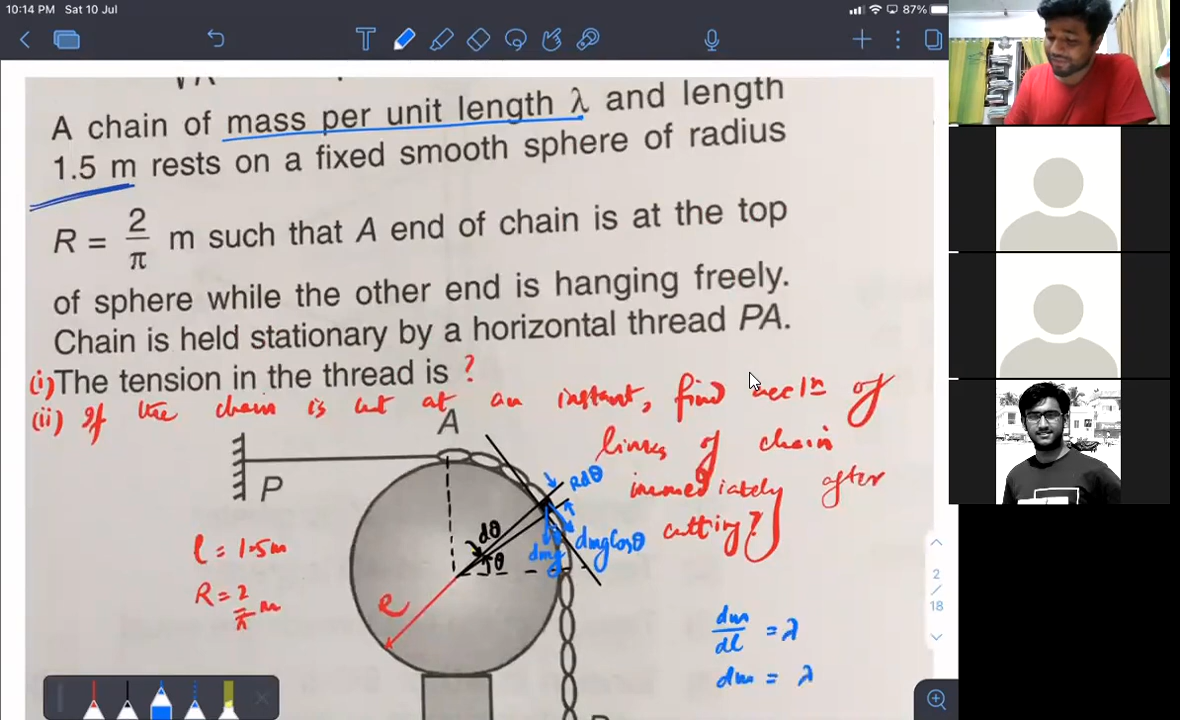 10:14 PM Sat 10 Jul
87%
A chain of mass per unit length λ and length
1.5 m rests on a fixed smooth sphere of radius
R = 2/π m such that A end of chain is at the top
of sphere while the other end is hanging freely.
Chain is held stationary by a horizontal thread PA.
(i) The tension in the thread is ?
(ii) If the chain is cut at an instant, find accln of
links of chain
immediately after
cutting?
A
P
Rdθ
dθ
θ
dmg
dmgcosθ
l = 1.5m
R = 2/π m
R
dm/dl = λ
dm = λ
2
/
18